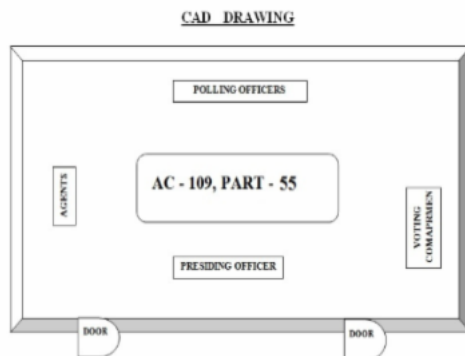 CAD DRAWING
POLLING OFFICERS
AGENTS
AC - 109, PART - 55
VOTING
COMAPRMEN
PRESIDING OFFICER
DOOR
DOOR